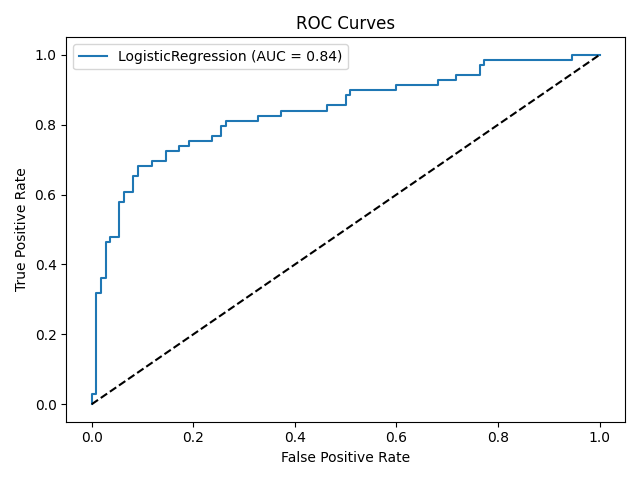 ROC Curves
LogisticRegression (AUC = 0.84)
1.0
0.8
0.6
0.4
0.2
0.0
True Positive Rate
0.0 0.2 0.4 0.6 0.8 1.0
False Positive Rate